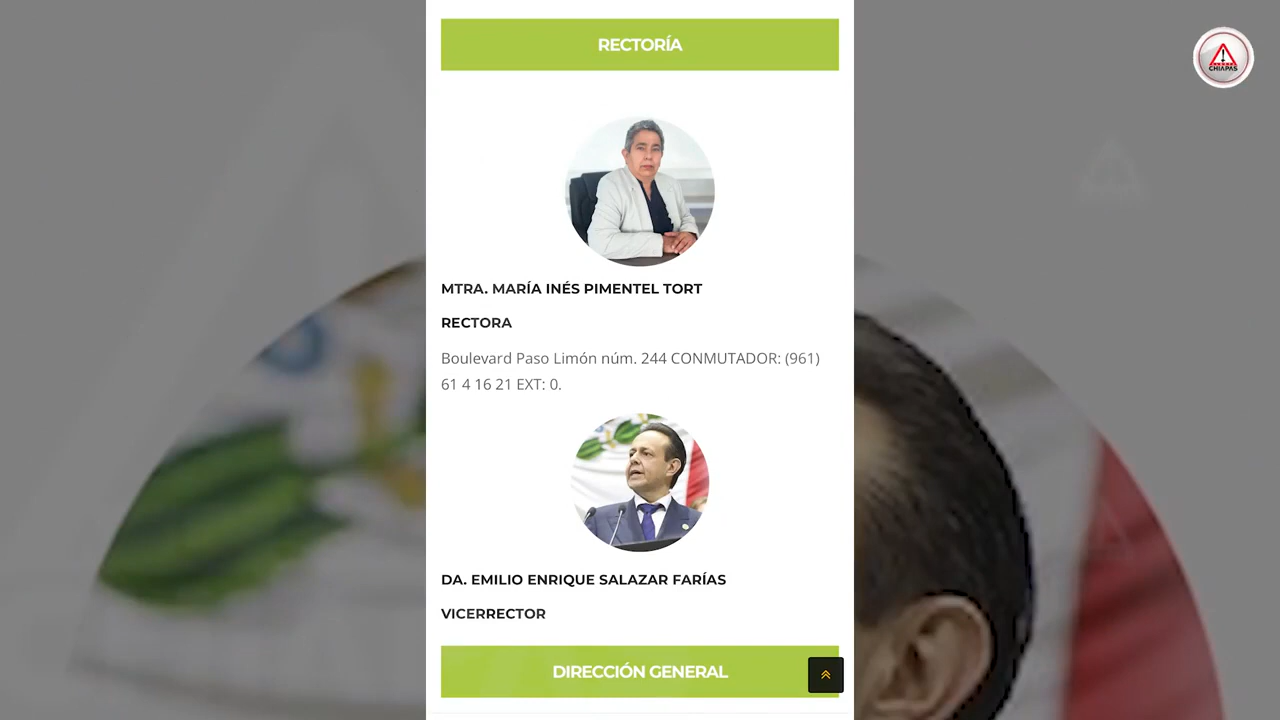 RECTORÍA
CHIAPAS
MTRA. MARÍA INÉS PIMENTEL TORT
RECTORA
Boulevard Paso Limón núm. 244 CONMUTADOR: (961)
61 4 16 21 EXT: 0.
DA. EMILIO ENRIQUE SALAZAR FARÍAS
VICERRECTOR
DIRECCIÓN GENERAL